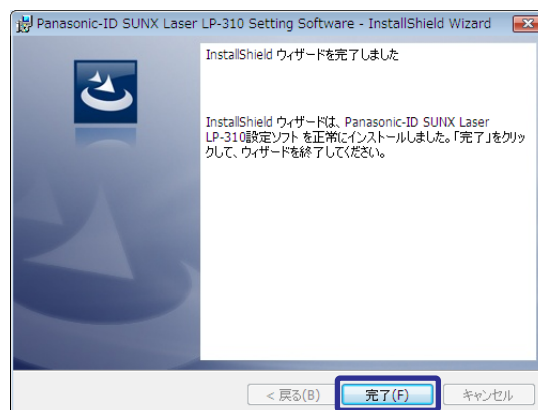 Panasonic-ID SUNX Laser LP-310 Setting Software - InstallShield Wizard
InstallShield ウィザードを完了しました
InstallShield ウィザードは、Panasonic-ID SUNX Laser
LP-310設定ソフト を正常にインストールしました。「完了」をクリッ
クして、ウィザードを終了してください。
< 戻る(B)
完了(F)
キャンセル